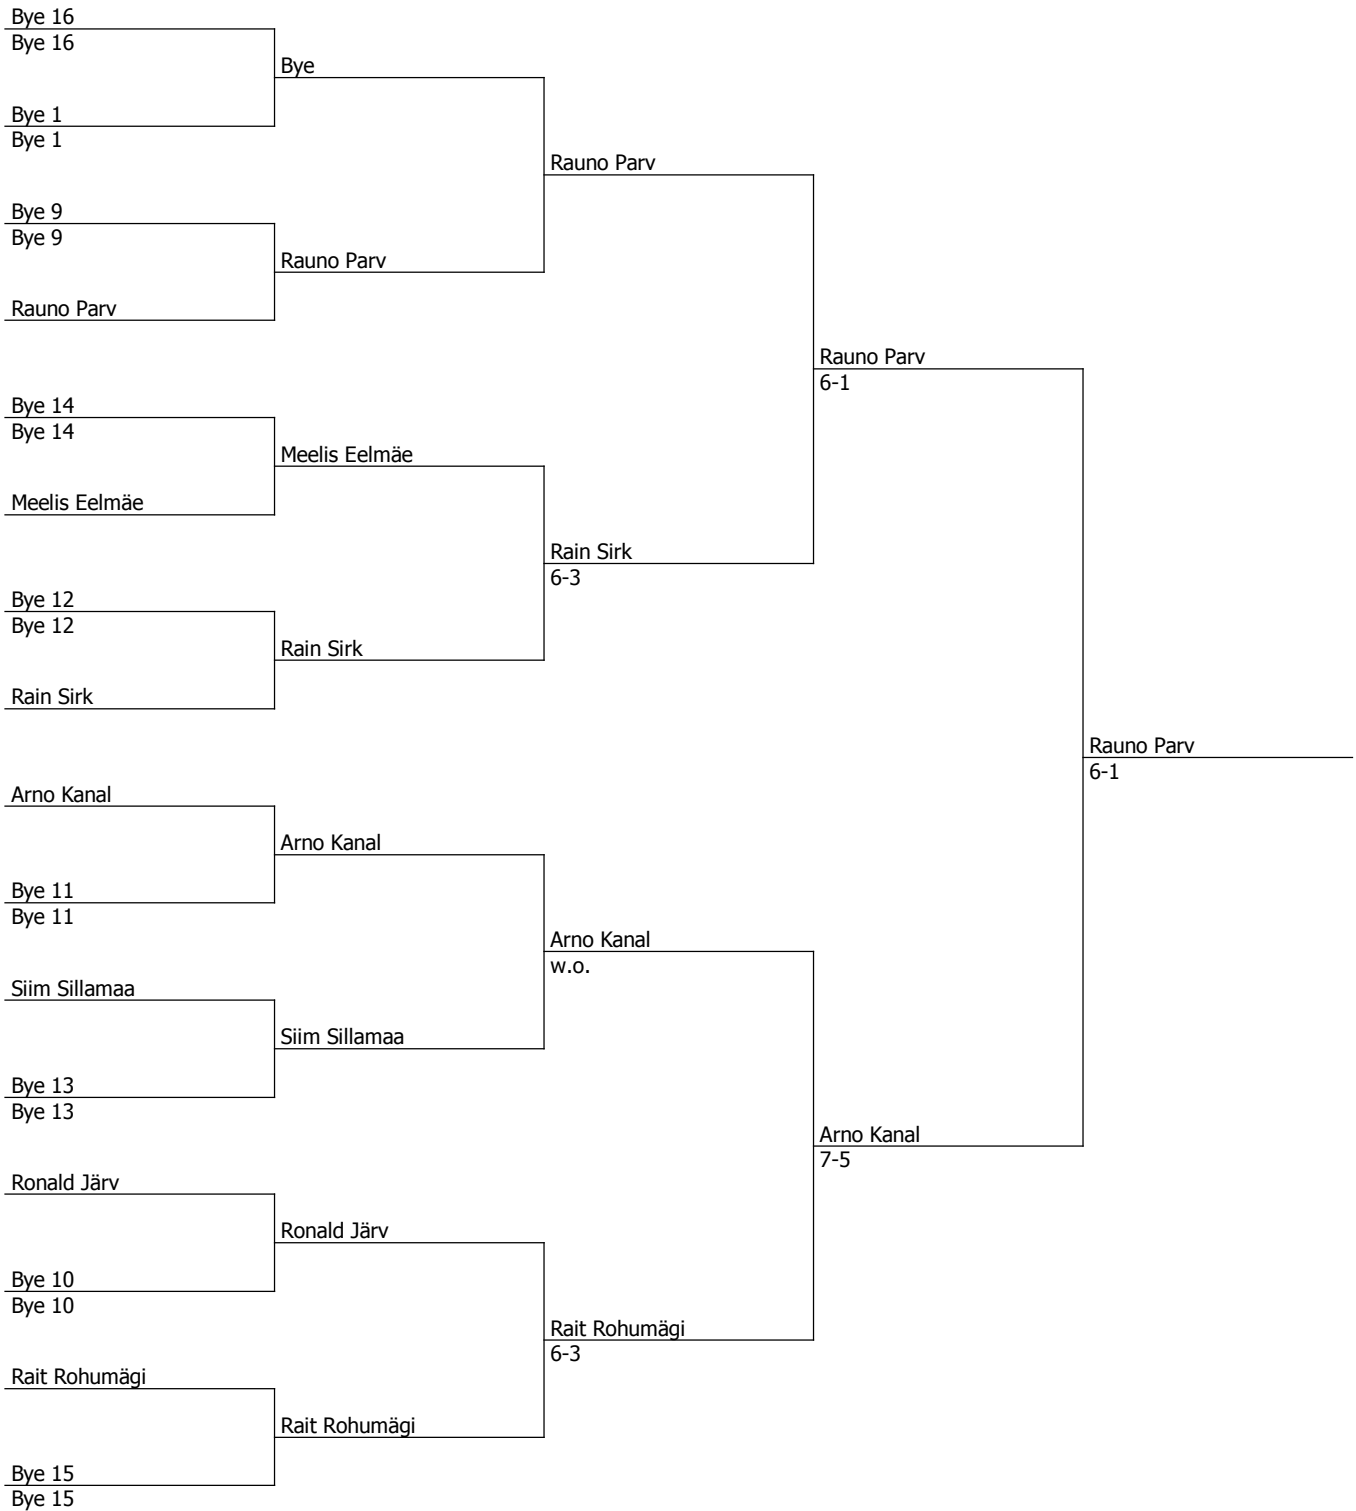 Bye 16
Bye 16
Bye
Bye 1
Bye 1
Rauno Parv
Bye 9
Bye 9
Rauno Parv
Rauno Parv
Rauno Parv
6-1
Bye 14
Bye 14
Meelis Eelmäe
Meelis Eelmäe
Rain Sirk
6-3
Bye 12
Bye 12
Rain Sirk
Rain Sirk
Rauno Parv
6-1
Arno Kanal
Arno Kanal
Bye 11
Bye 11
Arno Kanal
w.o.
Siim Sillamaa
Siim Sillamaa
Bye 13
Bye 13
Arno Kanal
7-5
Ronald Järv
Ronald Järv
Bye 10
Bye 10
Rait Rohumägi
6-3
Rait Rohumägi
Rait Rohumägi
Bye 15
Bye 15